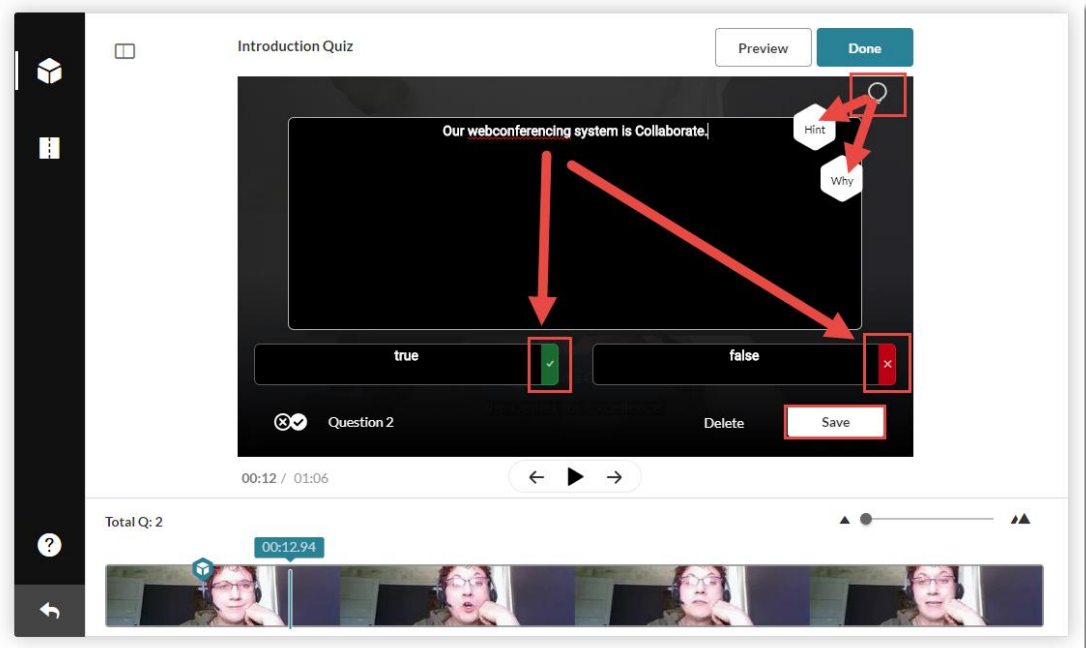 Introduction Quiz
Preview
Done
Our webconferencing system is Collaborate.
Hint
Why
true
false
Question 2
Delete
Save
00:12 / 01:06
Total Q: 2
00:12.94